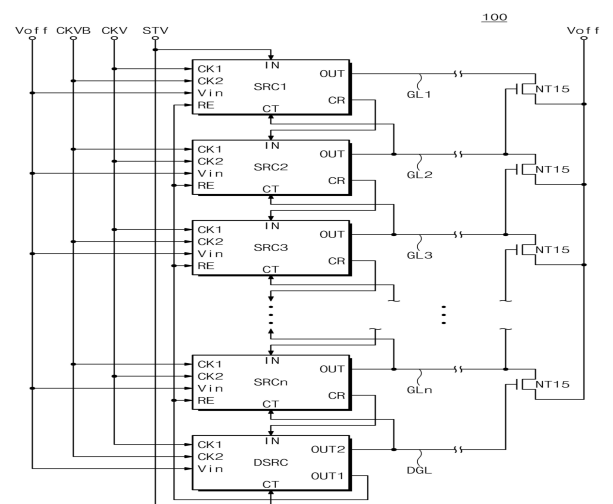 100
Voff CKVB CKV STV Voff
IN
CK1 OUT
CK2 SRC1 NT15
Vin CR GL1
RE CT
IN
CK1 OUT
CK2 SRC2 NT15
Vin CR GL2
RE CT
IN
CK1 OUT
CK2 SRC3 NT15
Vin CR GL3
RE CT
IN
CK1 OUT
CK2 SRCn NT15
Vin CR GLn
RE CT
IN
CK1 OUT2
CK2 DSRC DGL
Vin OUT1
CT